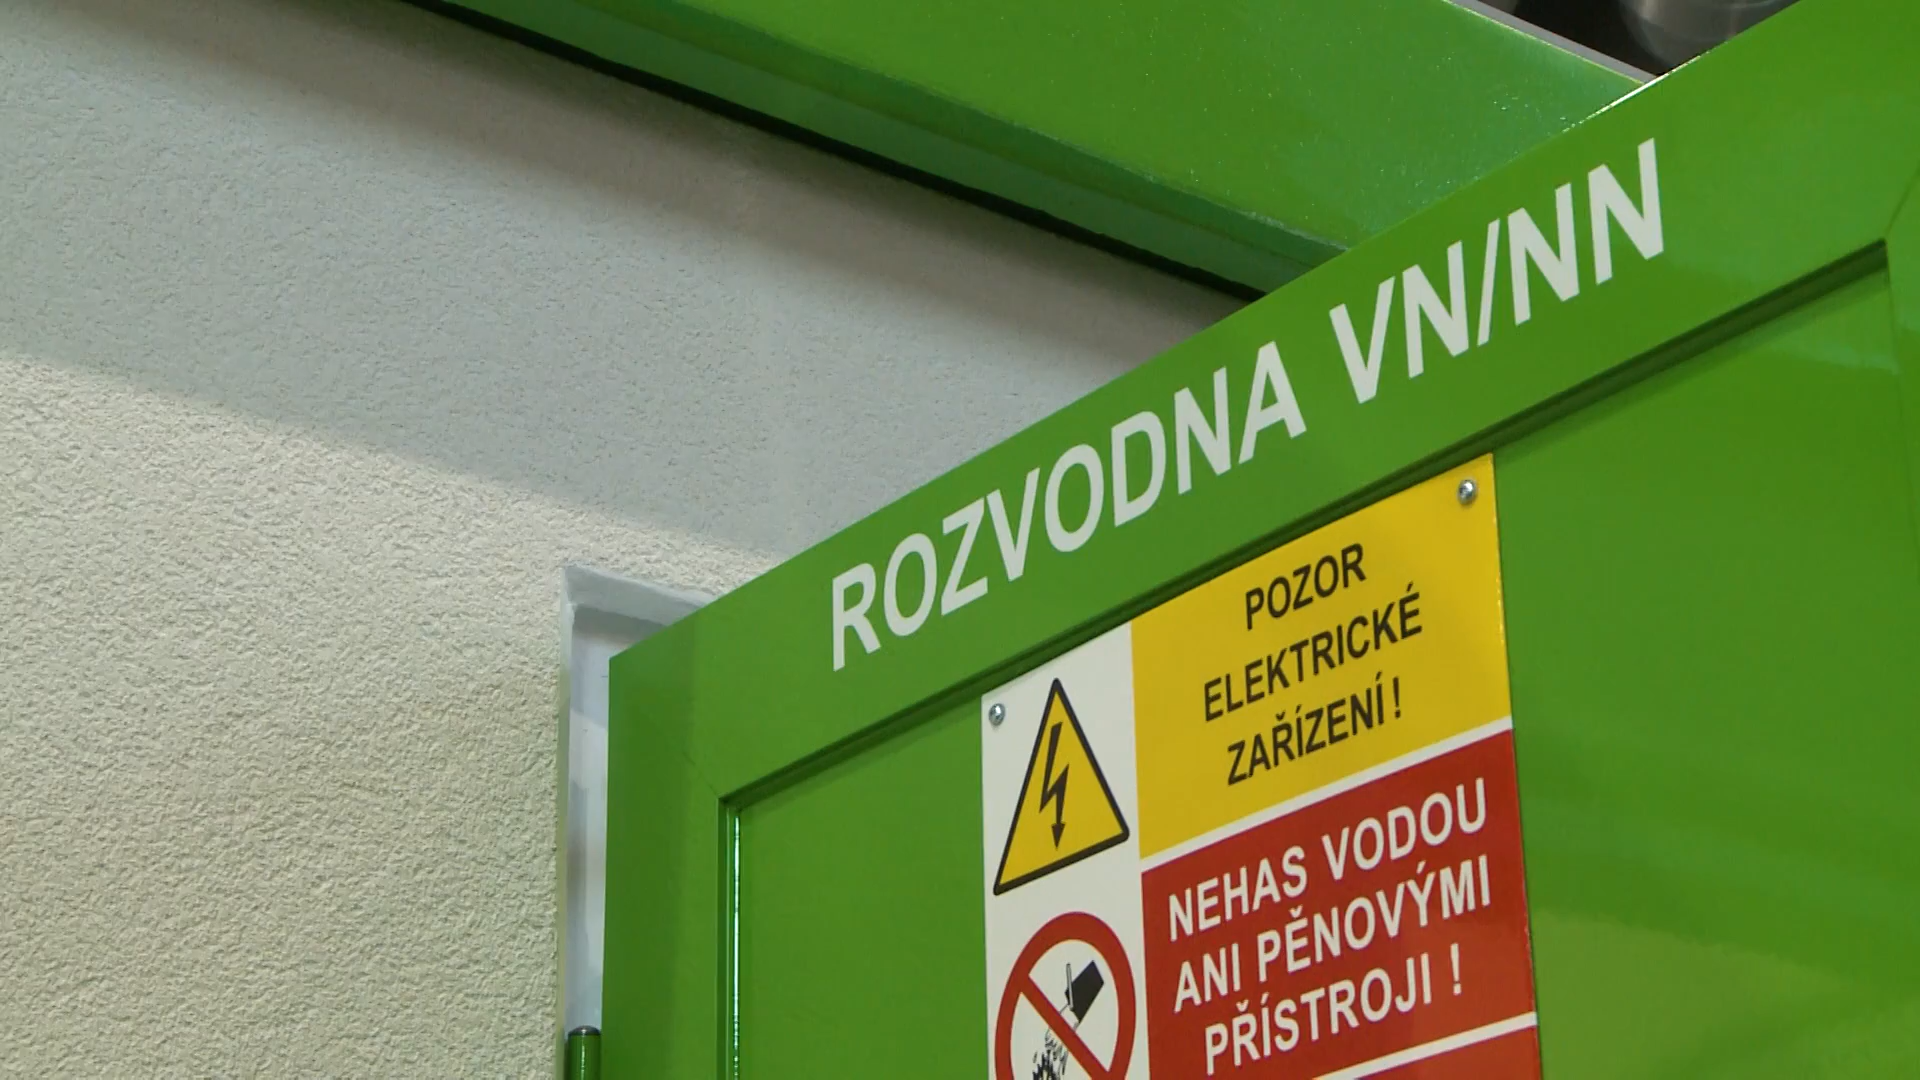 ROZVODNA VN/NN
POZOR
ELEKTRICKÉ
ZAŘÍZENÍ!
NEHAS VODOU
ANI PĚNOVÝMI
PŘÍSTROJI !